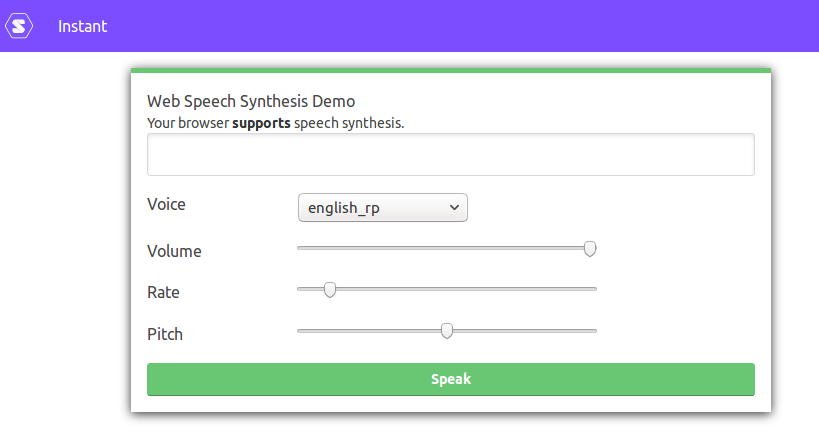 Instant
Web Speech Synthesis Demo
Your browser supports speech synthesis.
Voice
english_rp
Volume
Rate
Pitch
Speak